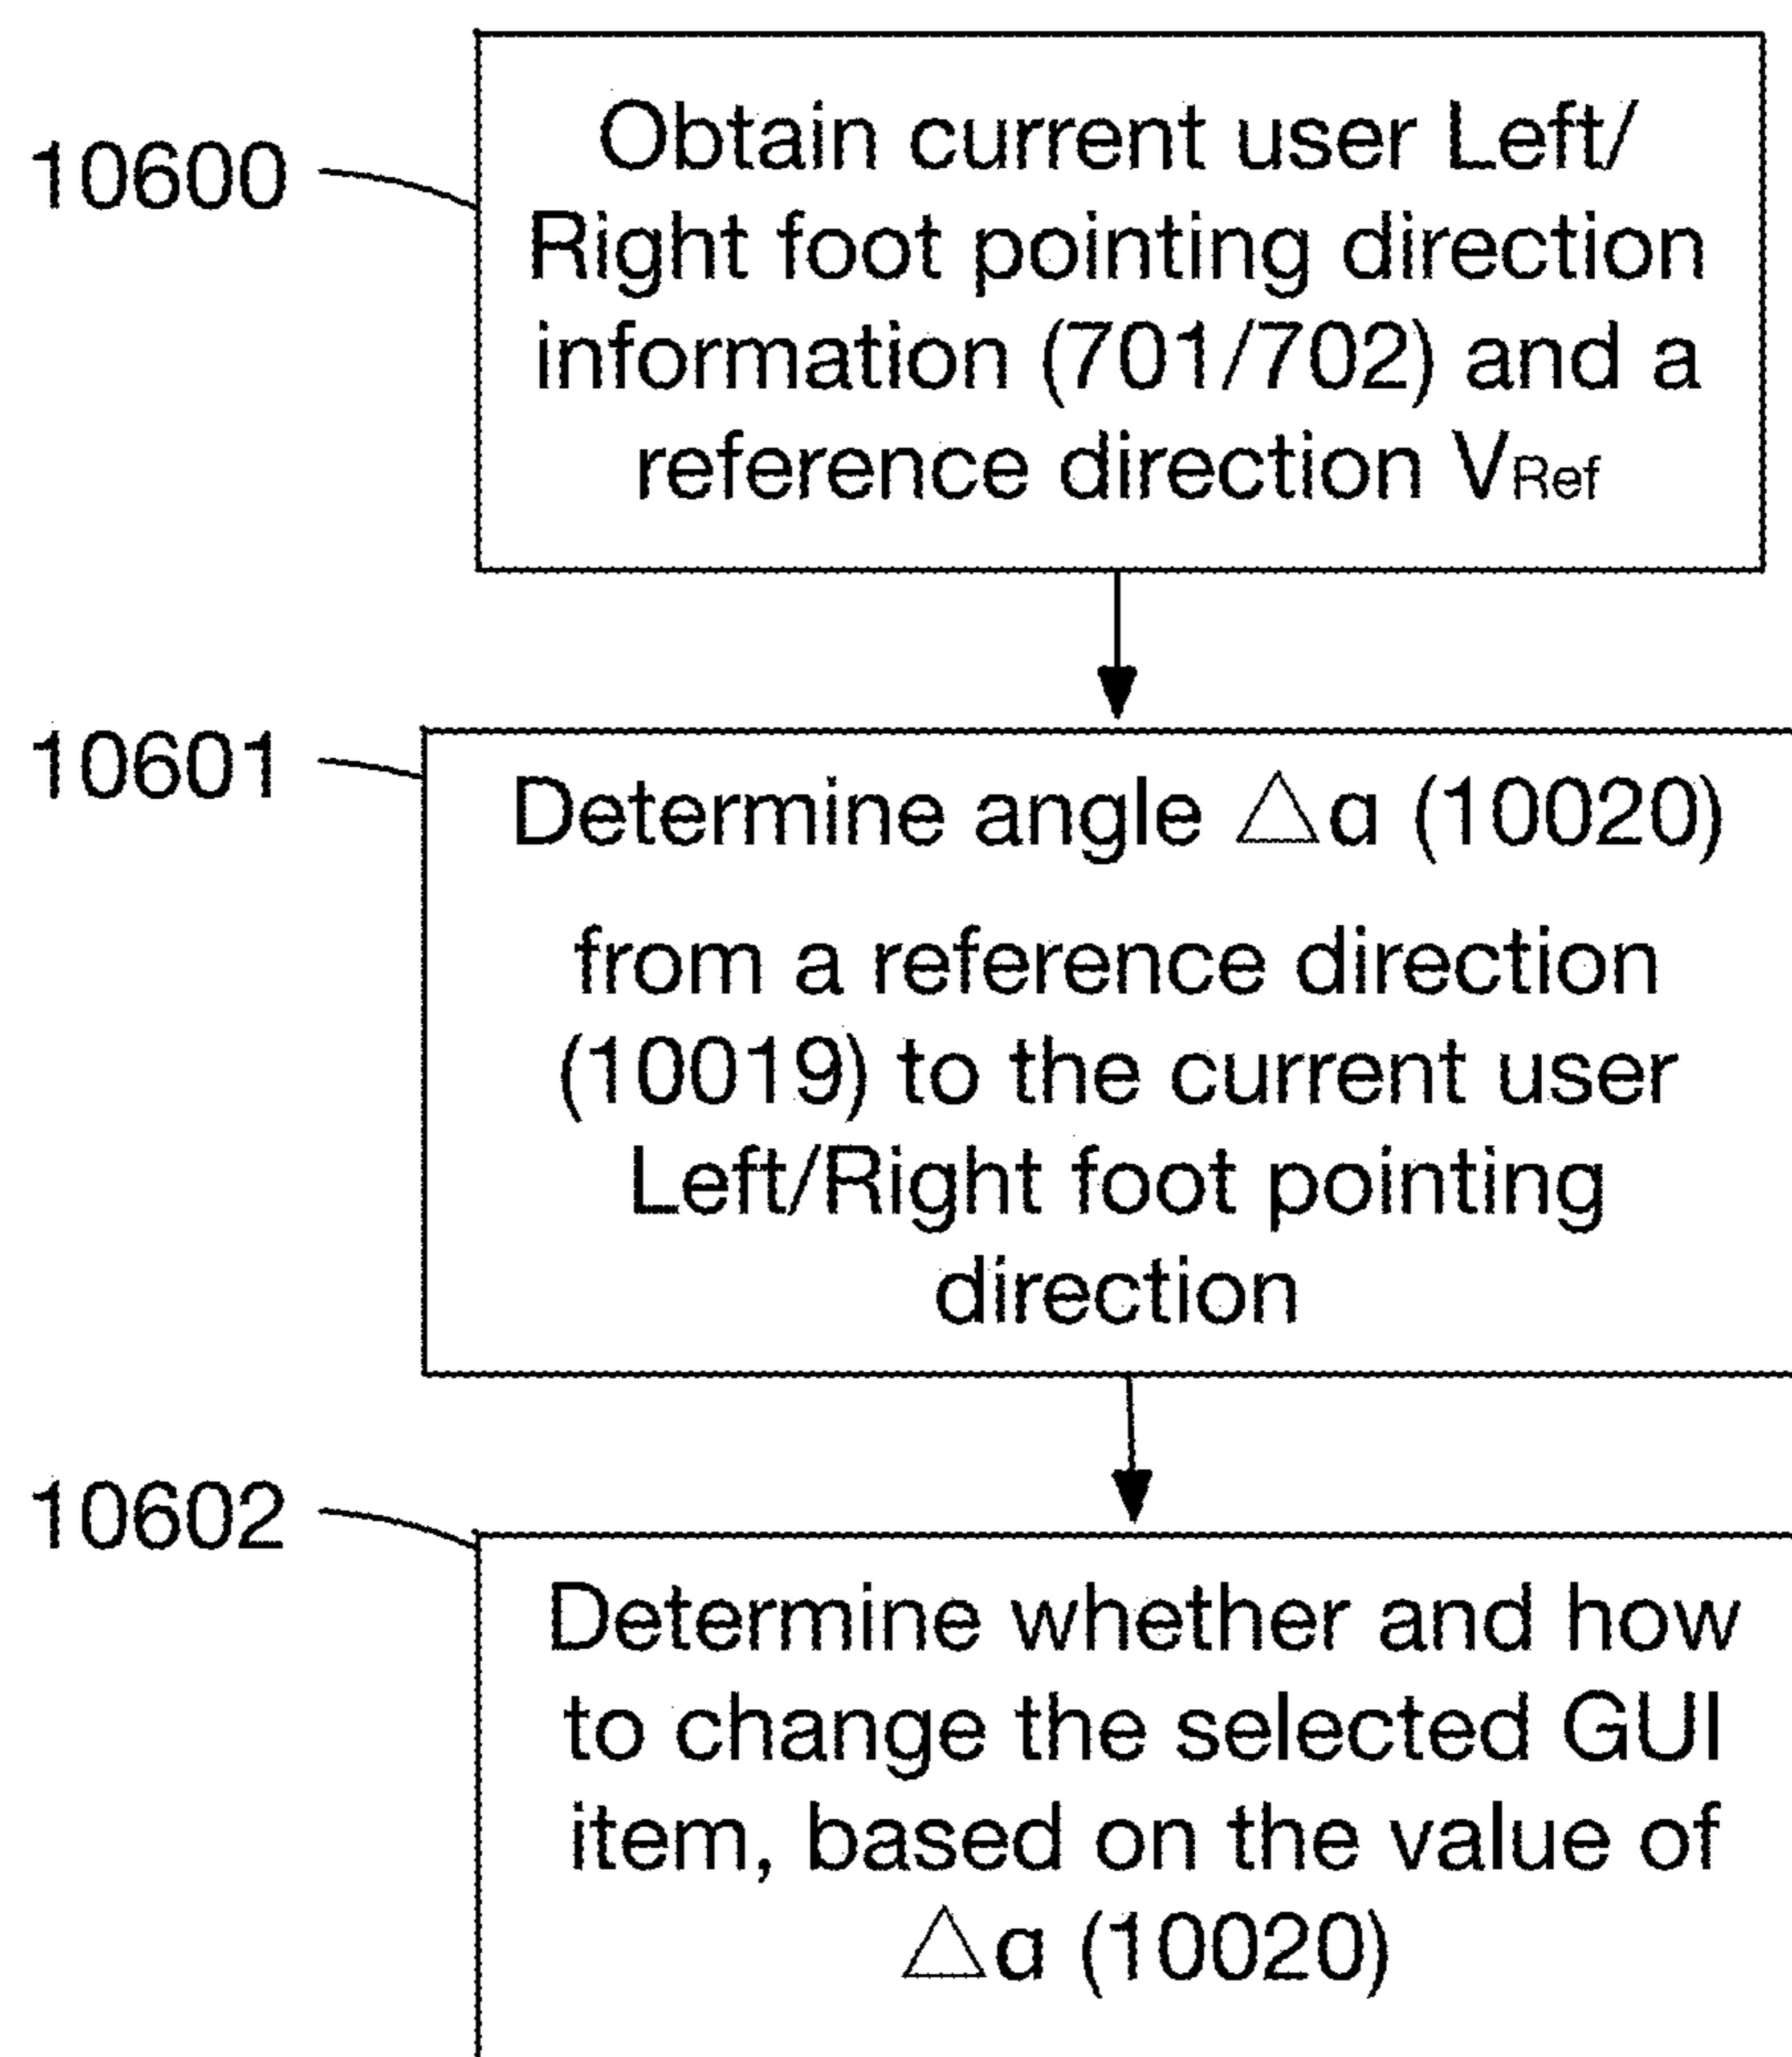 10600
Obtain current user Left/
Right foot pointing direction
information (701/702) and a
reference direction VRef
10601
Determine angle △ɑ (10020)
from a reference direction
(10019) to the current user
Left/Right foot pointing
direction
10602
Determine whether and how
to change the selected GUI
item, based on the value of
△ɑ (10020)